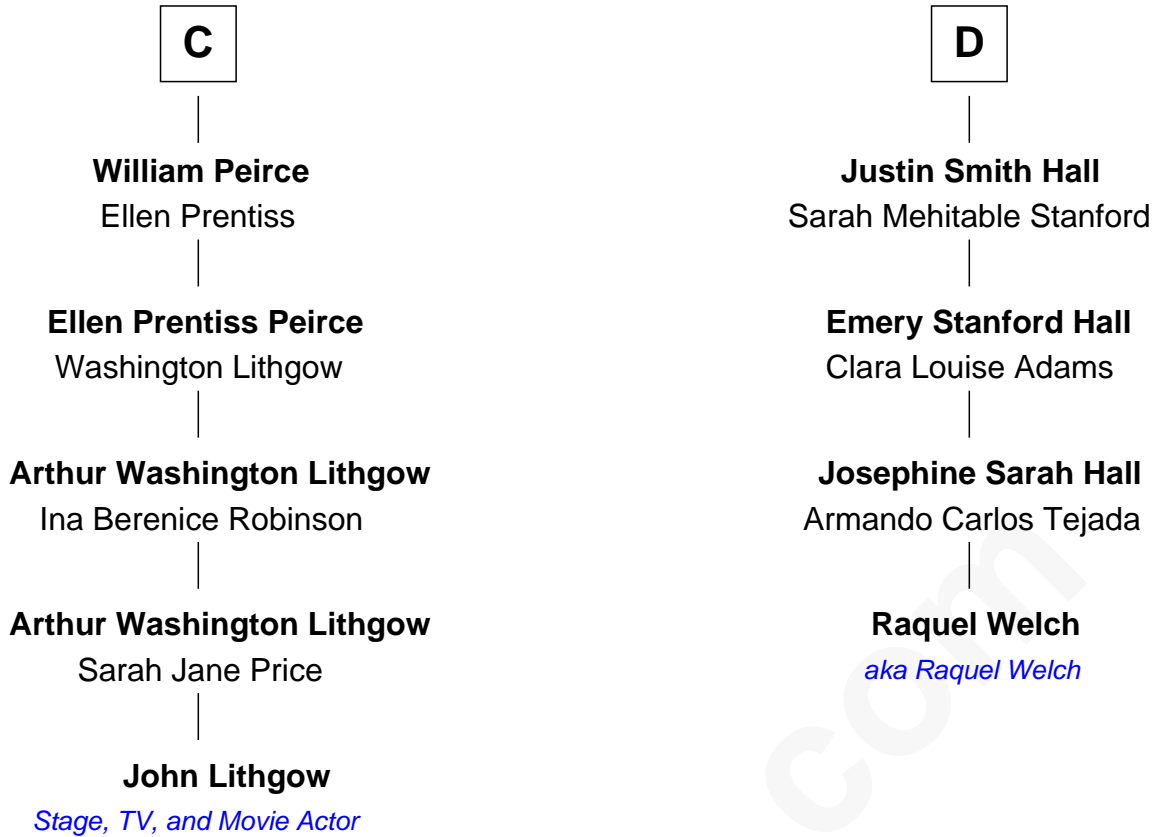 C
William Peirce
Ellen Prentiss
Ellen Prentiss Peirce
Washington Lithgow
Arthur Washington Lithgow
Ina Berenice Robinson
Arthur Washington Lithgow
Sarah Jane Price
John Lithgow
Stage, TV, and Movie Actor
D
Justin Smith Hall
Sarah Mehitable Stanford
Emery Stanford Hall
Clara Louise Adams
Josephine Sarah Hall
Armando Carlos Tejada
Raquel Welch
aka Raquel Welch
com